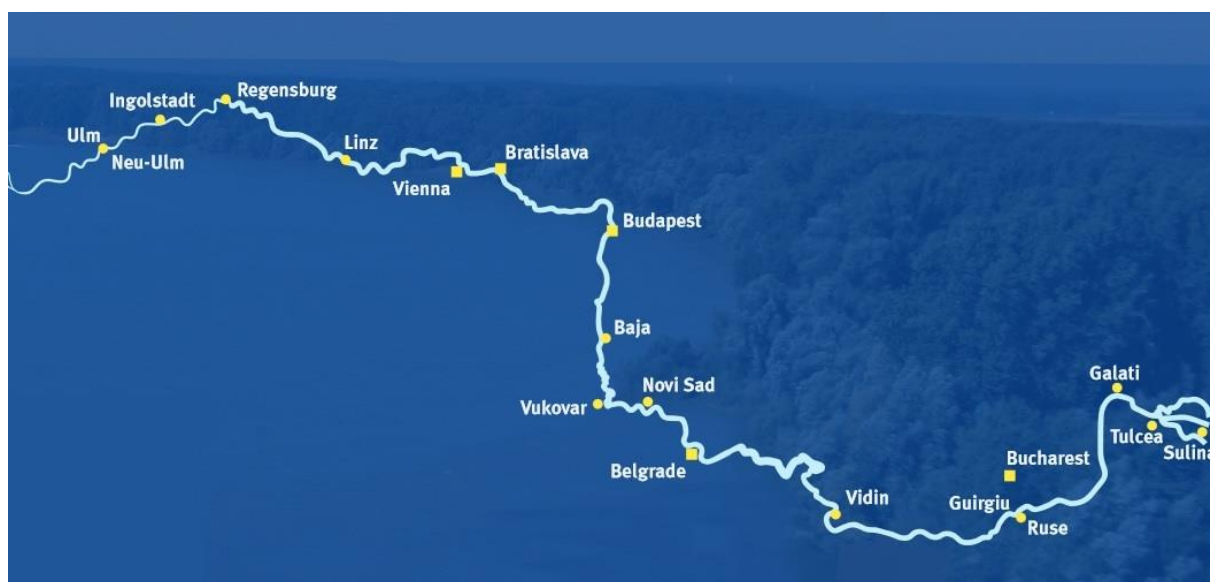 Regensburg
Ingolstadt
Ulm
Neu-Ulm
Linz
Bratislava
Vienna
Budapest
Baja
Novi Sad
Vukovar
Belgrade
Galati
Tulcea
Sulina
Bucharest
Vidin
Guirgiu
Ruse